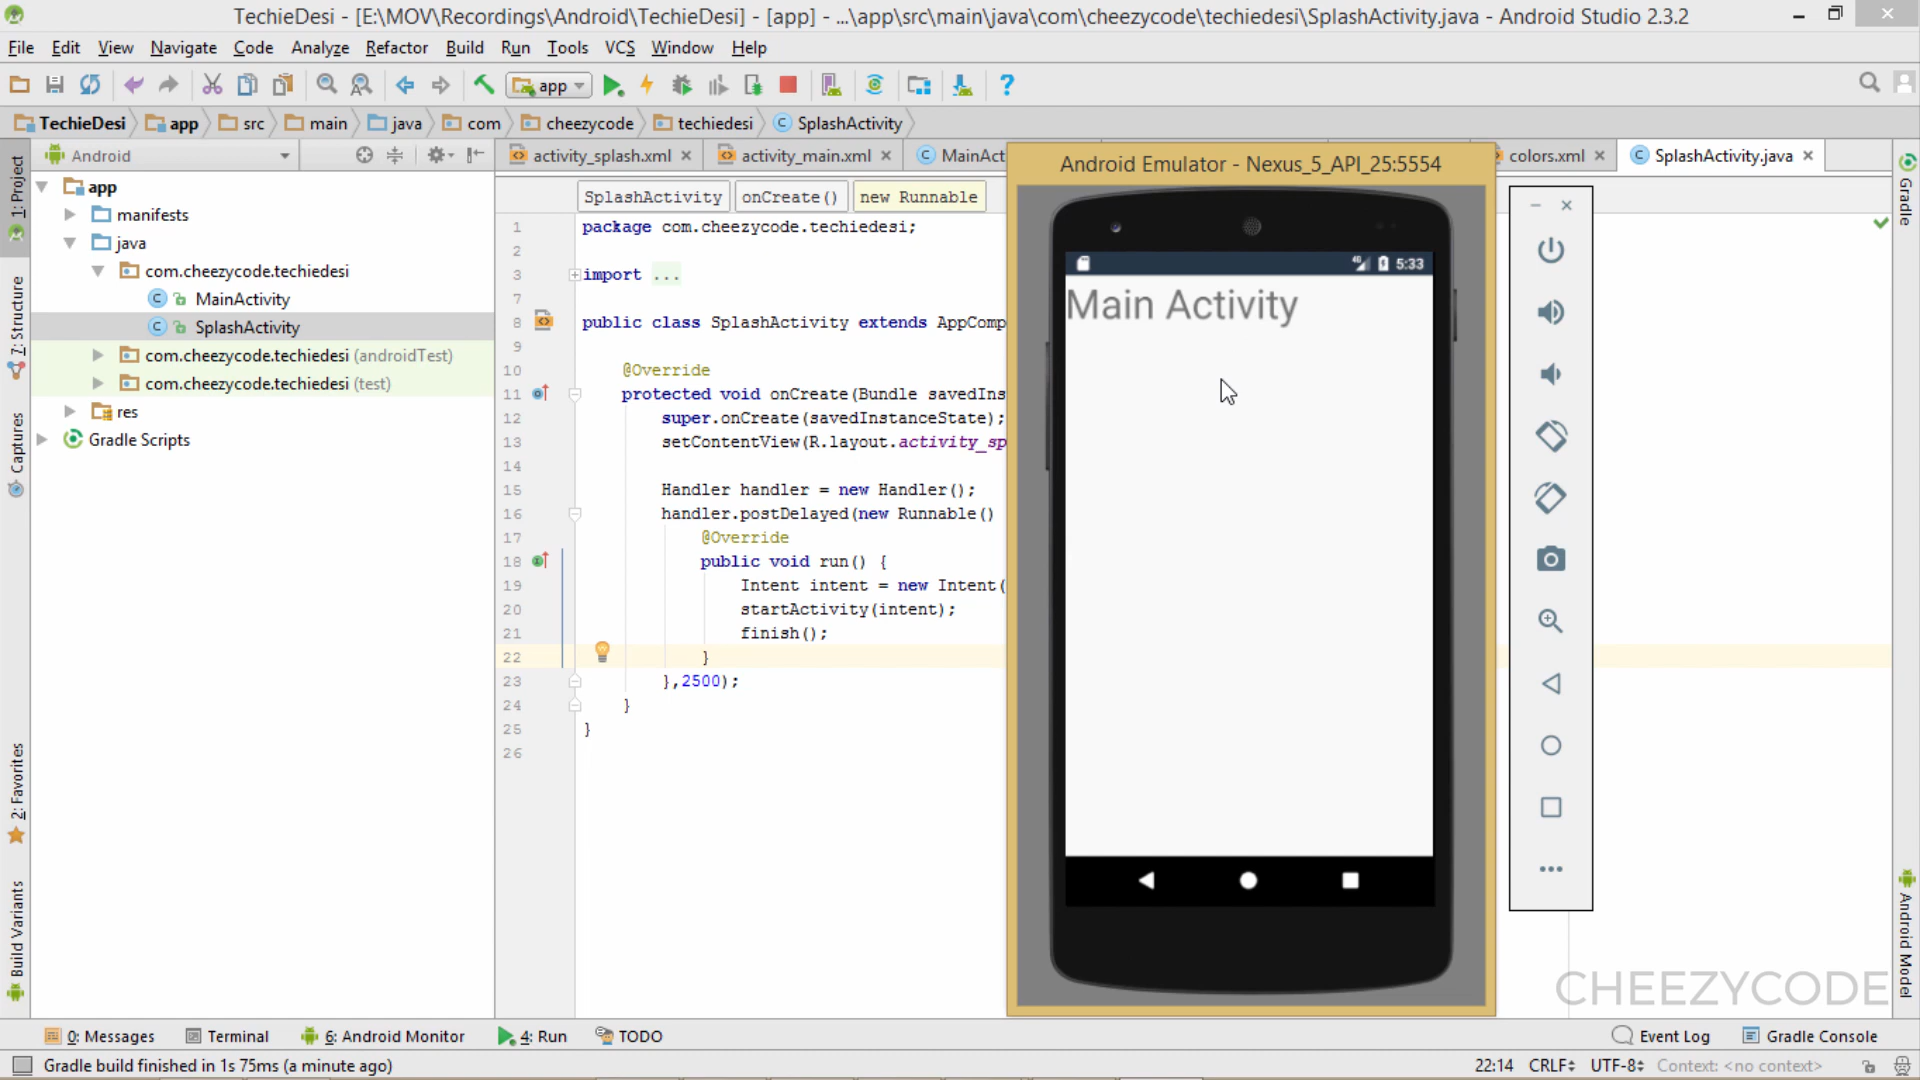 TechieDesi - [E:\MOV\Recordings\Android\TechieDesi] - [app] - ...\app\src\main\java\com\cheezycode\techiedesi\SplashActivity.java - Android Studio 2.3.2
File Edit View Navigate Code Analyze Refactor Build Run Tools VCS Window Help
app
TechieDesi app src main java com cheezycode techiedesi SplashActivity
Android
activity_splash.xml activity_main.xml MainAct colors.xml SplashActivity.java
1: Project
7: Structure
Captures
2: Favorites
Build Variants
app
manifests
java
com.cheezycode.techiedesi
MainActivity
SplashActivity
com.cheezycode.techiedesi (androidTest)
com.cheezycode.techiedesi (test)
res
Gradle Scripts
SplashActivity onCreate() new Runnable
1 package com.cheezycode.techiedesi;
2
3 import ...
7
8 public class SplashActivity extends AppComp
9
10 @Override
11 protected void onCreate(Bundle savedIns
12 super.onCreate(savedInstanceState);
13 setContentView(R.layout.activity_sp
14
15 Handler handler = new Handler();
16 handler.postDelayed(new Runnable()
17 @Override
18 public void run() {
19 Intent intent = new Intent(
20 startActivity(intent);
21 finish();
22 }
23 },2500);
24 }
25 }
26
Android Emulator - Nexus_5_API_25:5554
5:33
Main Activity
Gradle
Android Model
CHEEZYCODE
0: Messages Terminal 6: Android Monitor 4: Run TODO Event Log Gradle Console
Gradle build finished in 1s 75ms (a minute ago) 22:14 CRLF UTF-8 Context: <no context>